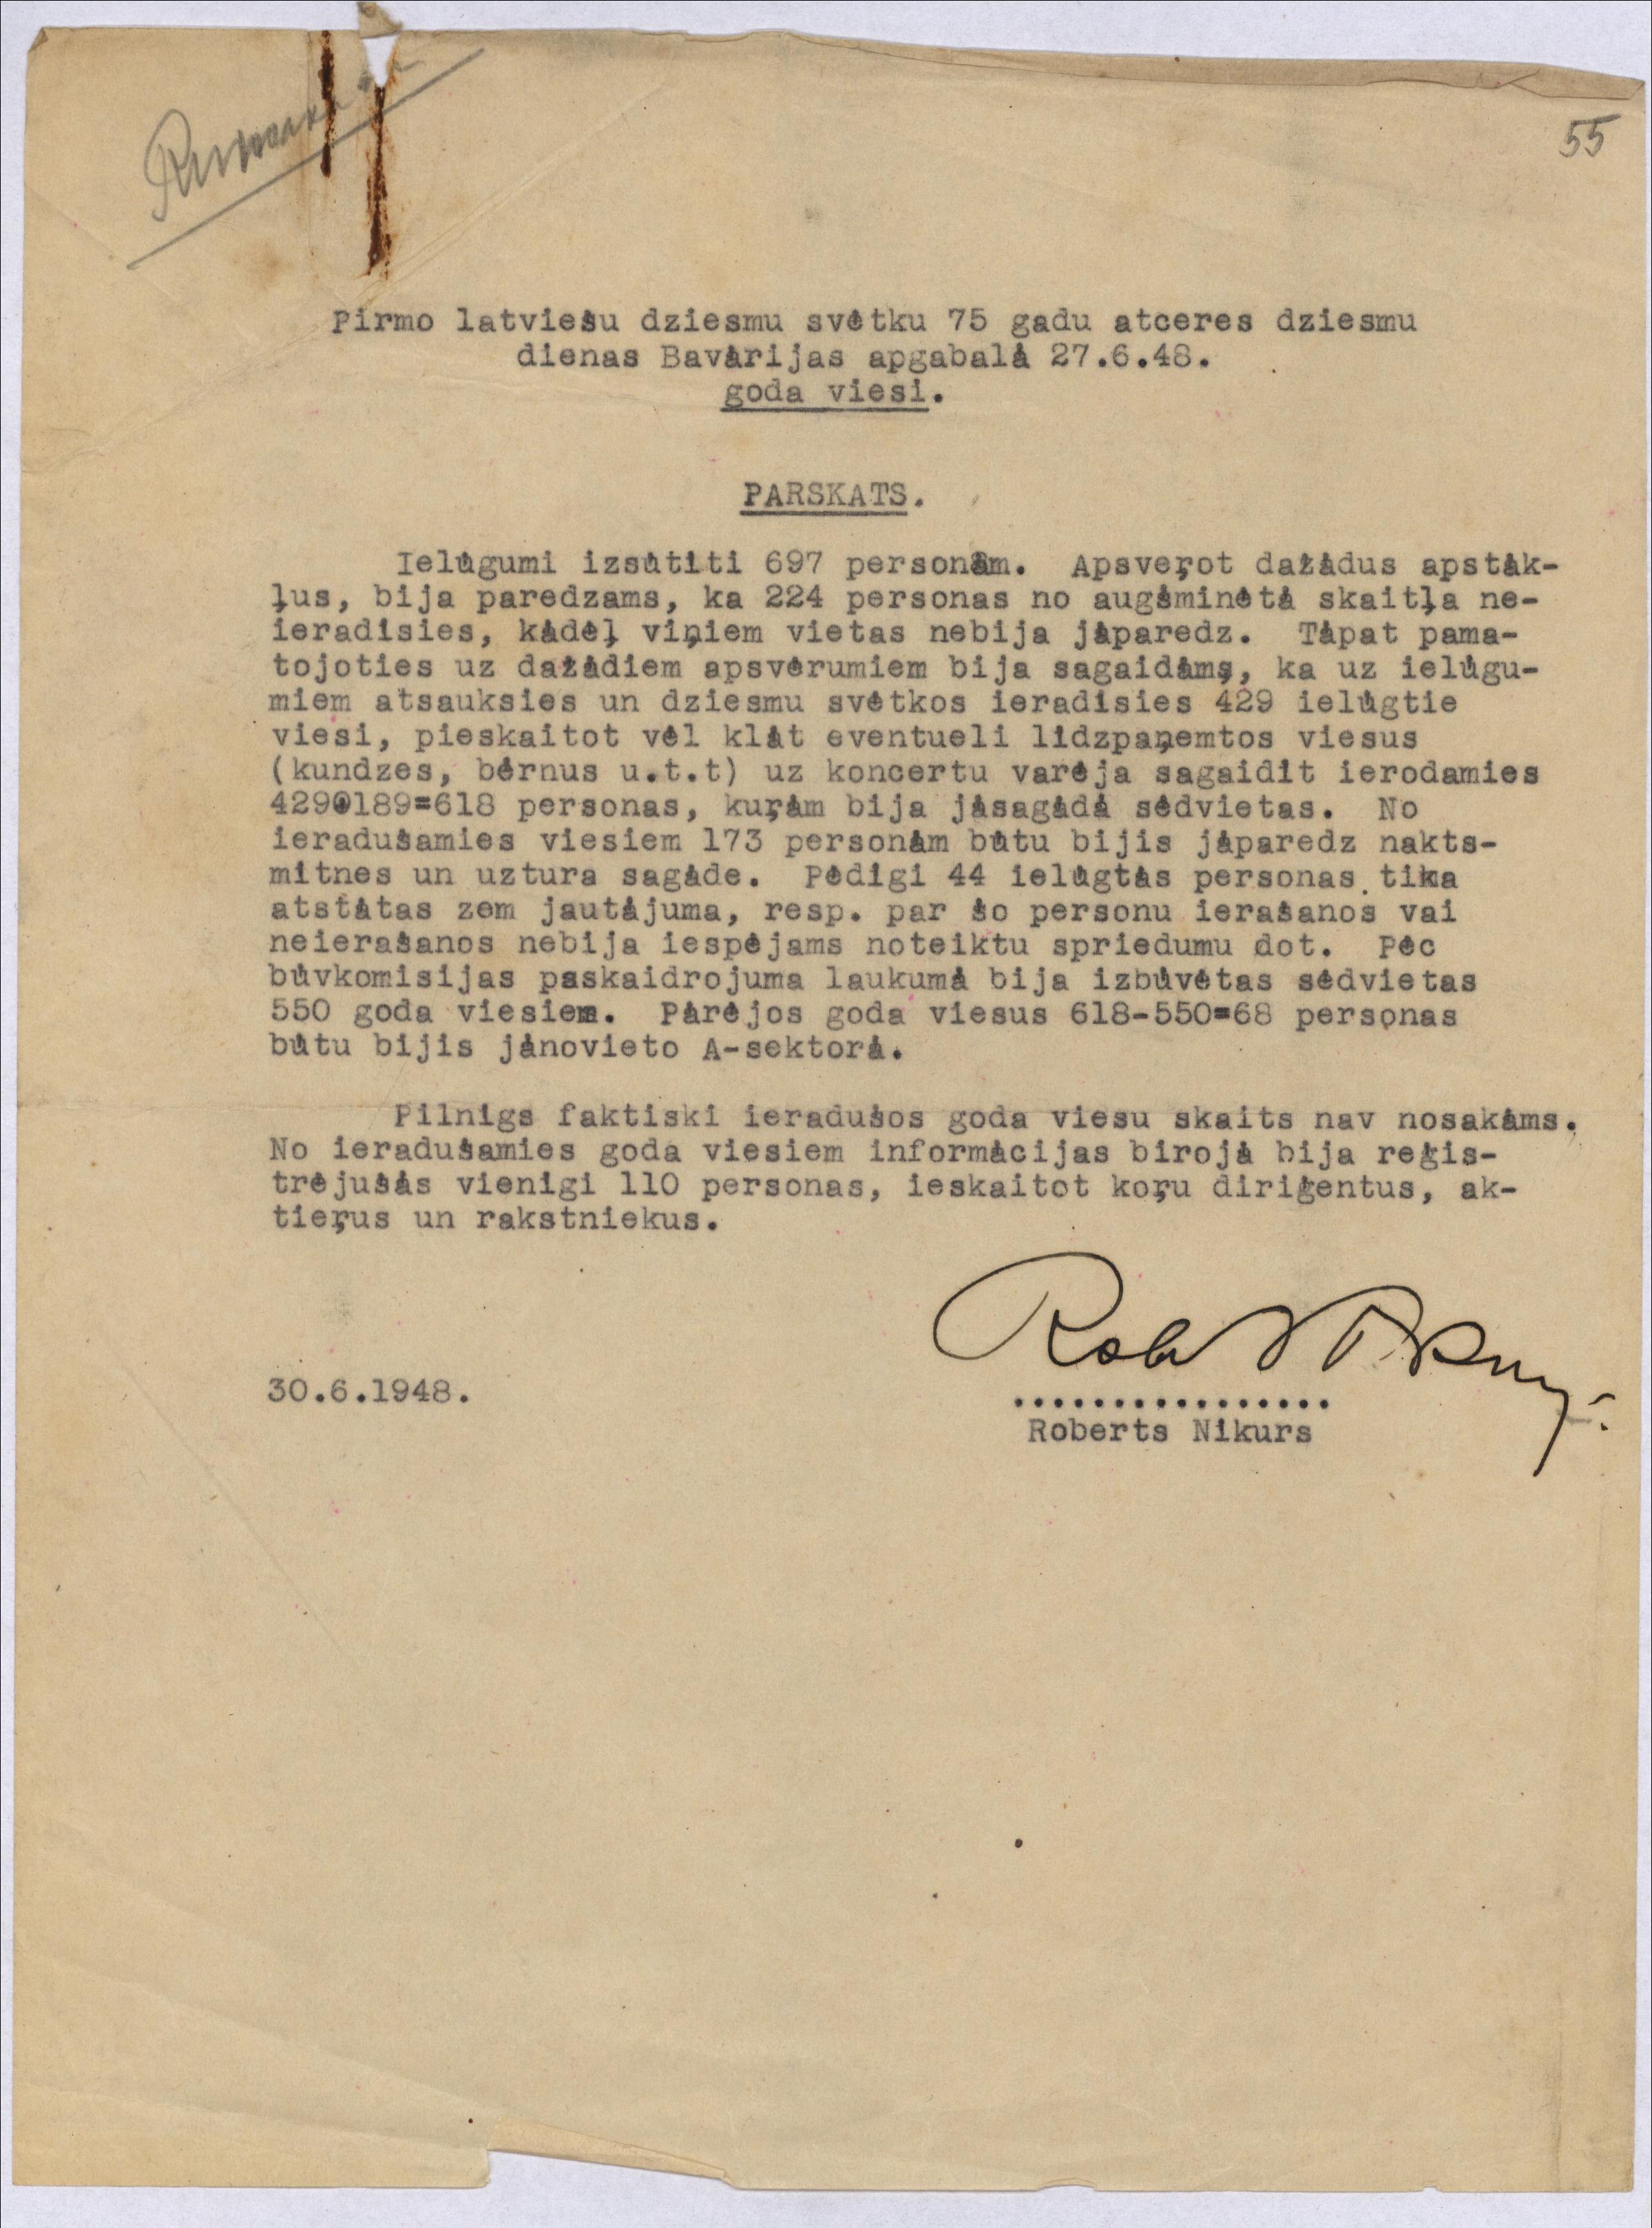 55
Pirmo latviešu dziesmu svētku 75 gadu atceres dziesmu
dienas Bavārijas apgabalā 27.6.48.
goda viesi.
PARSKATS.
Ielūgumi izsūtīti 697 personām. Apsveŗot dažādus apstāk-
ļus, bija paredzams, ka 224 personas no augšminētā skaitļa ne-
ieradīsies, kādēļ viņiem vietas nebija jāparedz. Tāpat pama-
tojoties uz dažādiem apsvērumiem bija sagaidāms, ka uz ielūgu-
miem atsauksies un dziesmu svētkos ieradīsies 429 ielūgtie
viesi, pieskaitot vēl klāt eventueli līdzpaņemtos viesus
(kundzes, bērnus u.t.t) uz koncertu varēja sagaidīt ierodamies
429+189=618 personas, kuŗām bija jāsagādā sēdvietas. No
ieradušamies viesiem 173 personām būtu bijis jāparedz nakts-
mītnes un uztura sagāde. Pēdīgi 44 ielūgtās personas tika
atstātas zem jautājuma, resp. par šo personu ierašanos vai
neierašanos nebija iespējams noteiktu spriedumu dot. Pēc
būvkomisijas paskaidrojuma laukumā bija izbūvētas sēdvietas
550 goda viesiem. Pārējos goda viesus 618-550=68 personas
būtu bijis jānovieto A-sektorā.
Pilnīgs faktiski ieradušos goda viesu skaits nav nosakāms.
No ieradušamies goda viesiem informācijas birojā bija reģis-
trējušās vienīgi 110 personas, ieskaitot koŗu diriģentus, ak-
tieŗus un rakstniekus.
30.6.1948.
................
Roberts Nikurs